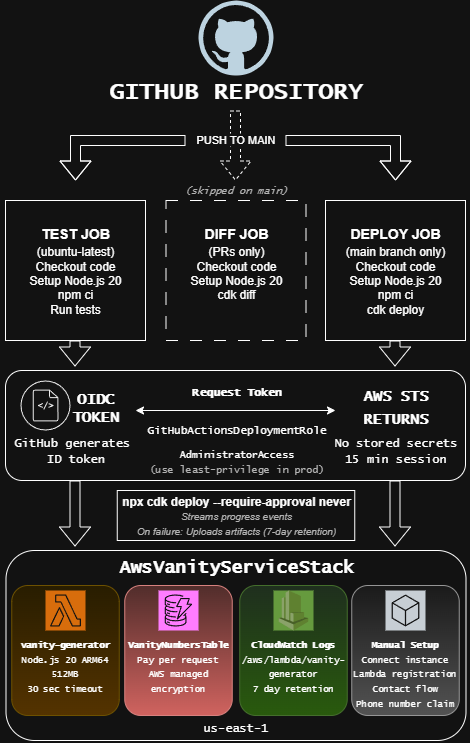 GITHUB REPOSITORY
PUSH TO MAIN
(skipped on main)
TEST JOB
(ubuntu-latest)
Checkout code
Setup Node.js 20
npm ci
Run tests
DIFF JOB
(PRs only)
Checkout code
Setup Node.js 20
cdk diff
DEPLOY JOB
(main branch only)
Checkout code
Setup Node.js 20
npm ci
cdk deploy
</>
OIDC
TOKEN
GitHub generates
ID token
Request Token
GitHubActionsDeploymentRole
AdministratorAccess
(use least-privilege in prod)
AWS STS
RETURNS
No stored secrets
15 min session
npx cdk deploy --require-approval never
Streams progress events
On failure: Uploads artifacts (7-day retention)
AwsVanityServiceStack
vanity-generator
Node.js 20 ARM64
512MB
30 sec timeout
VanityNumbersTable
Pay per request
AWS managed
encryption
CloudWatch Logs
/aws/lambda/vanity-
generator
7 day retention
Manual Setup
Connect instance
Lambda registration
Contact flow
Phone number claim
us-east-1